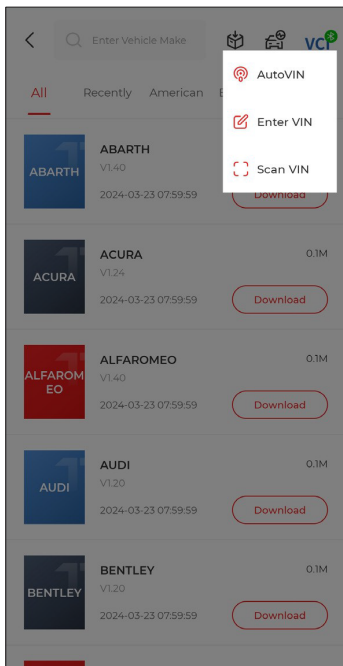 Enter Vehicle Make
VCI
AutoVIN
All Recently American
Enter VIN
ABARTH
ABARTH
V1.40
Scan VIN
2024-03-23 07:59:59
Download
ACURA
ACURA
0.1M
V1.24
2024-03-23 07:59:59
Download
ALFAROM
EO
ALFAROMEO
0.1M
V1.40
2024-03-23 07:59:59
Download
AUDI
AUDI
0.1M
V1.20
2024-03-23 07:59:59
Download
BENTLEY
BENTLEY
0.1M
V1.20
2024-03-23 07:59:59
Download